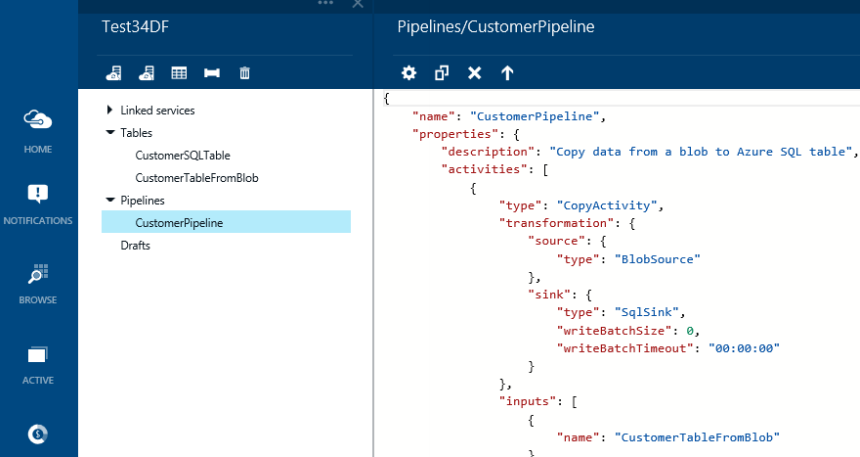 Test34DF
Pipelines/CustomerPipeline
HOME
NOTIFICATIONS
BROWSE
ACTIVE
Linked services
Tables
CustomerSQLTable
CustomerTableFromBlob
Pipelines
CustomerPipeline
Drafts
{
"name": "CustomerPipeline",
"properties": {
"description": "Copy data from a blob to Azure SQL table",
"activities": [
{
"type": "CopyActivity",
"transformation": {
"source": {
"type": "BlobSource"
},
"sink": {
"type": "SqlSink",
"writeBatchSize": 0,
"writeBatchTimeout": "00:00:00"
}
},
"inputs": [
{
"name": "CustomerTableFromBlob"
}